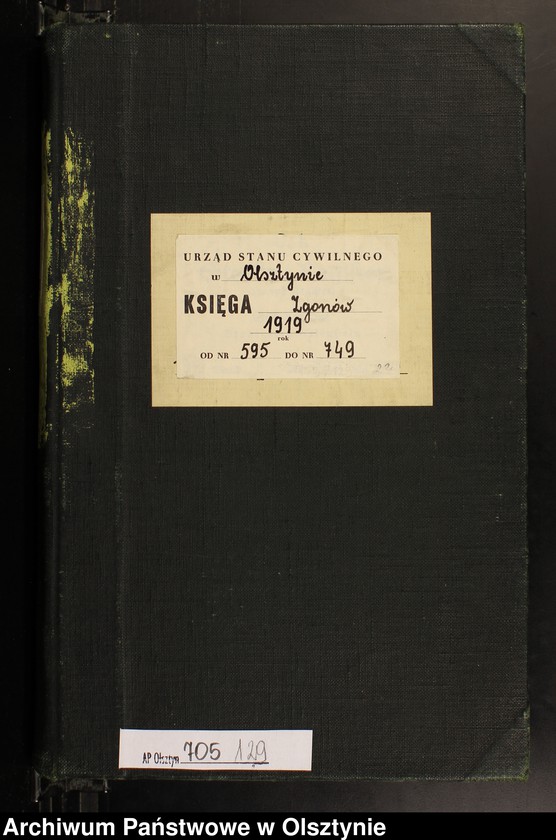 URZĄD STANU CYWILNEGO
w Olsztynie
KSIĘGA Zgonów
1919
rok
OD NR 595 DO NR 749
22
AP Olsztyn 705 129
Archiwum Państwowe w Olsztynie